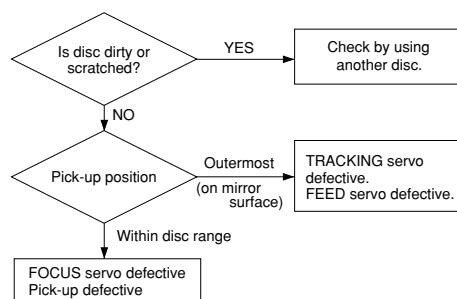 Is disc dirty or
scratched?
YES
Check by using
another disc.
NO
Pick-up position
Outermost
(on mirror
surface)
TRACKING servo
defective.
FEED servo defective.
Within disc range
FOCUS servo defective
Pick-up defective